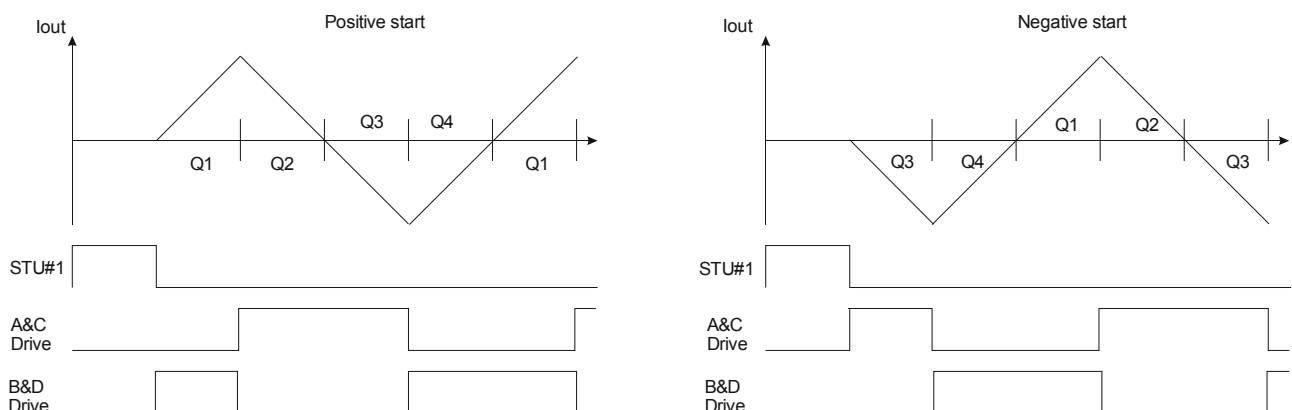 Positive start
Iout
Q3 Q4
Q1 Q2 Q1
STU#1
A&C
Drive
B&D
Drive
Negative start
Iout
Q1 Q2
Q3 Q4 Q3
STU#1
A&C
Drive
B&D
Drive